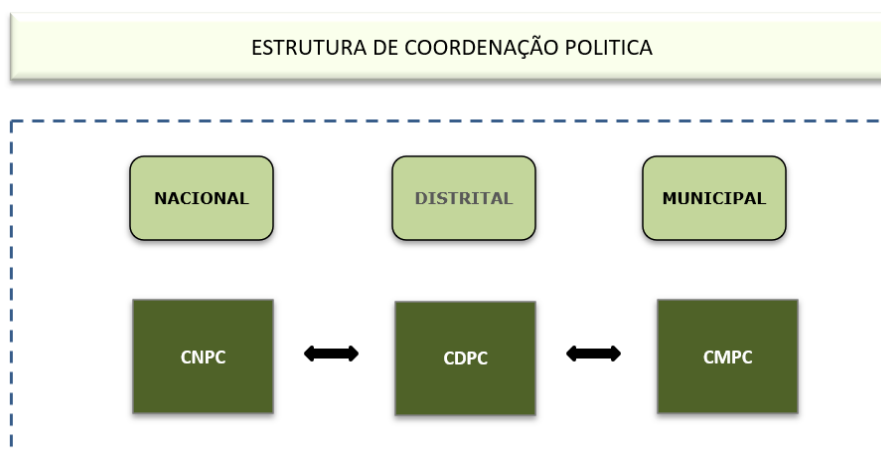 ESTRUTURA DE COORDENAÇÃO POLITICA
NACIONAL
DISTRITAL
MUNICIPAL
CNPC
CDPC
CMPC